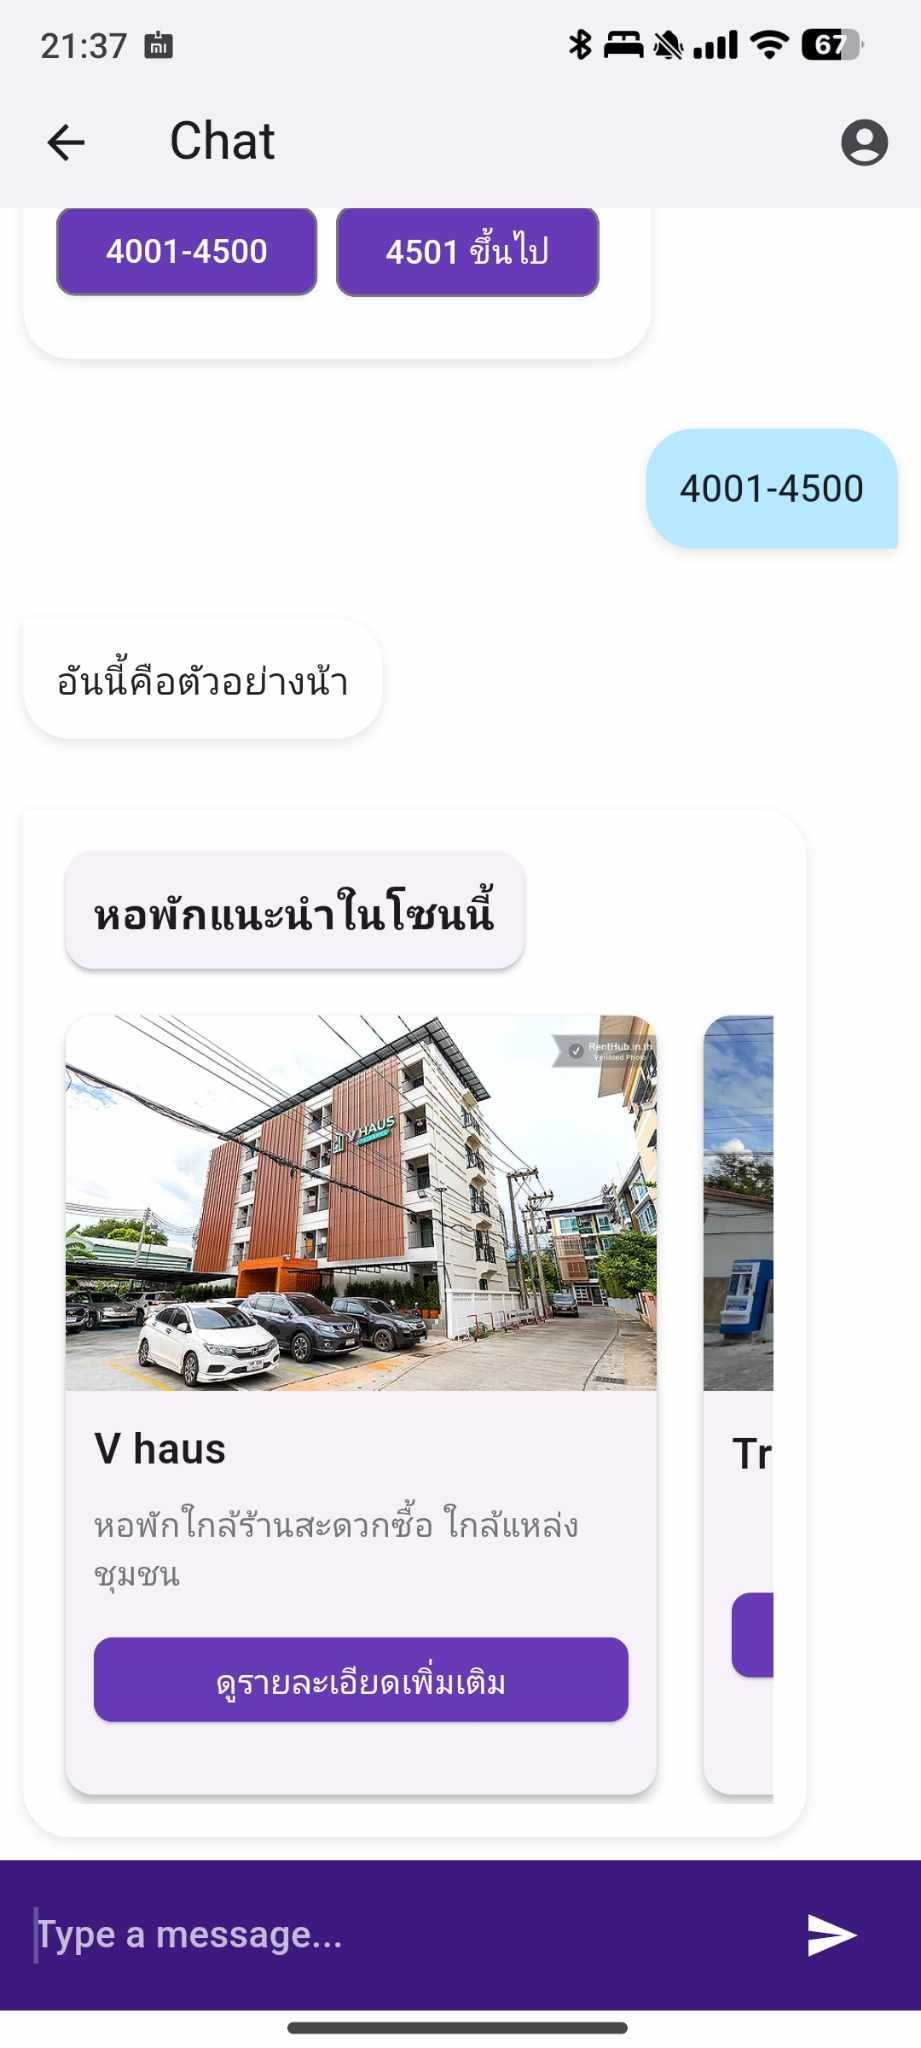 21:37
67
Chat
4001-4500
4501 ขึ้นไป
4001-4500
อันนี้คือตัวอย่างน้า
หอพักแนะนำในโซนนี้
RentHub.in.th
Verified Photo
V HAUS
V haus
Tr
หอพักใกล้ร้านสะดวกซื้อ ใกล้แหล่ง
ชุมชน
ดูรายละเอียดเพิ่มเติม
Type a message...